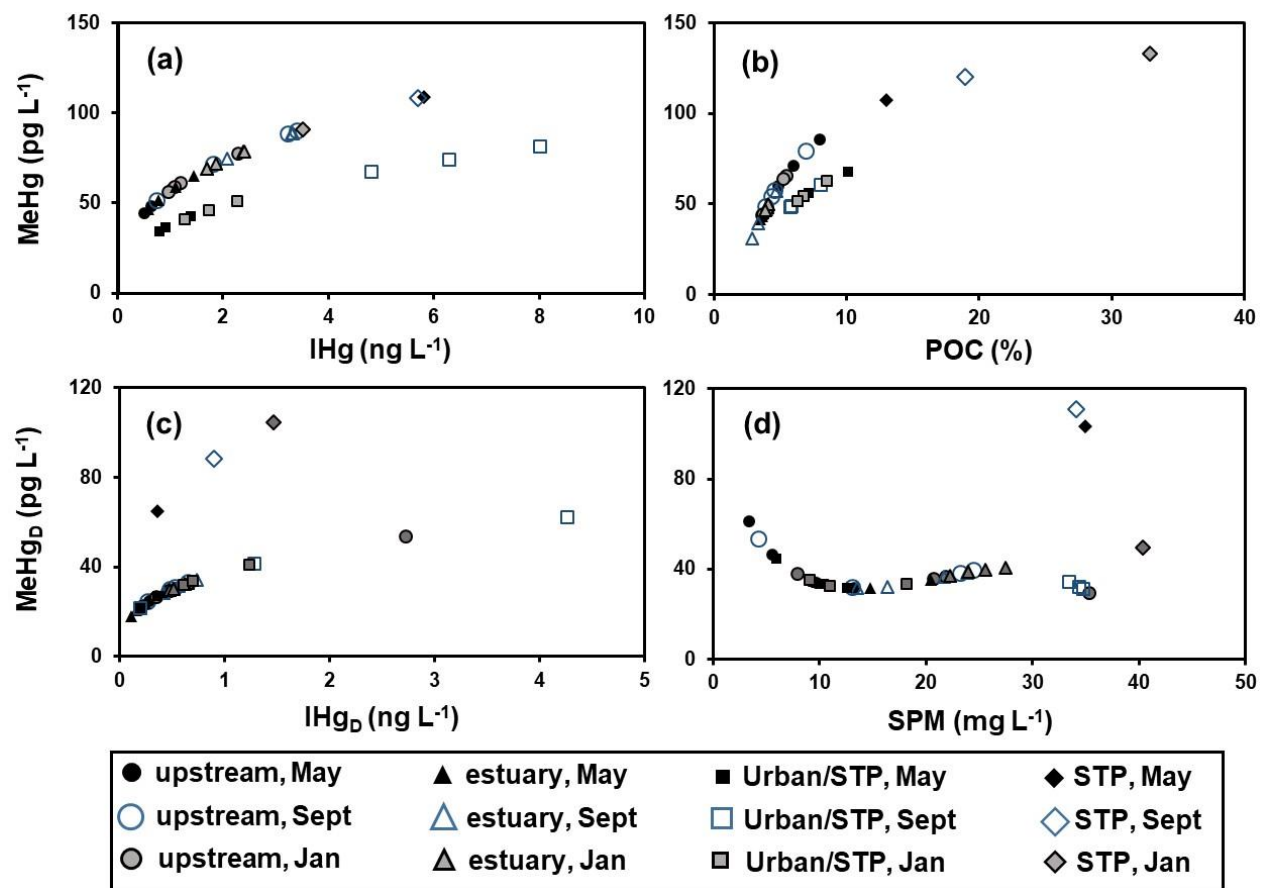 150
(a)
100
50
0
0 2 4 6 8 10
MeHg (pg L⁻¹)
IHg (ng L⁻¹)
150
(b)
100
50
0
0 10 20 30 40
POC (%)
120
(c)
80
40
0
0 1 2 3 4 5
MeHg_D (pg L⁻¹)
IHg_D (ng L⁻¹)
120
(d)
80
40
0
0 10 20 30 40 50
SPM (mg L⁻¹)
upstream, May estuary, May Urban/STP, May STP, May
upstream, Sept estuary, Sept Urban/STP, Sept STP, Sept
upstream, Jan estuary, Jan Urban/STP, Jan STP, Jan